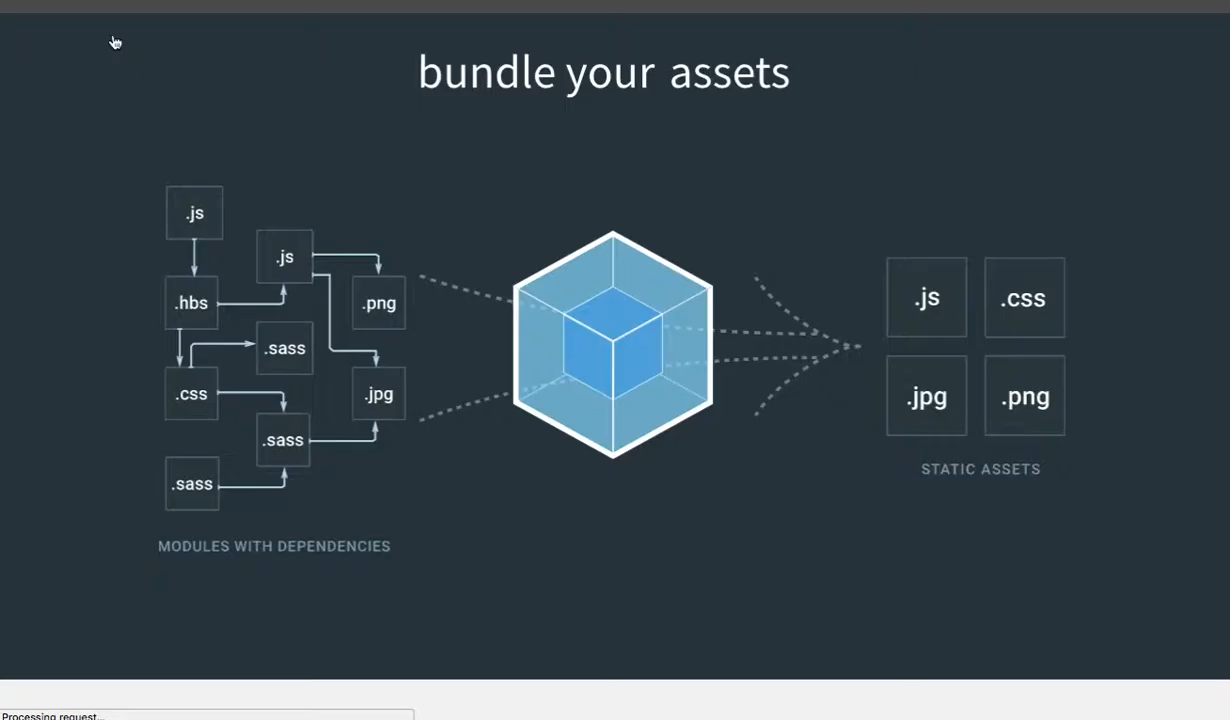 bundle your assets
.js
.js
.hbs
.png
.sass
.css
.jpg
.sass
.sass
MODULES WITH DEPENDENCIES
.js
.css
.jpg
.png
STATIC ASSETS
Processing request...